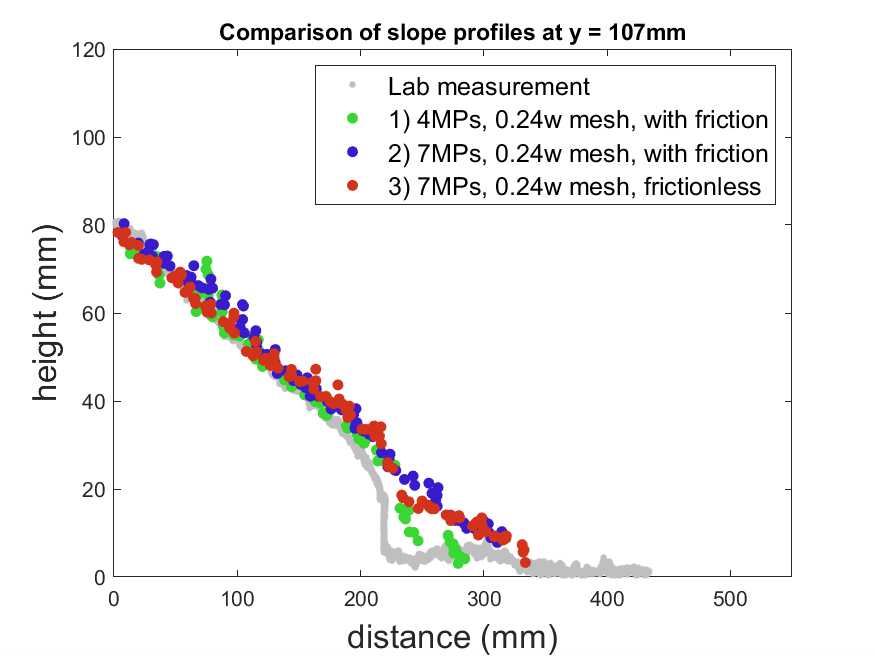 Comparison of slope profiles at y = 107mm
120
100
80
60
40
20
0
height (mm)
Lab measurement
1) 4MPs, 0.24w mesh, with friction
2) 7MPs, 0.24w mesh, with friction
3) 7MPs, 0.24w mesh, frictionless
0
100
200
300
400
500
distance (mm)